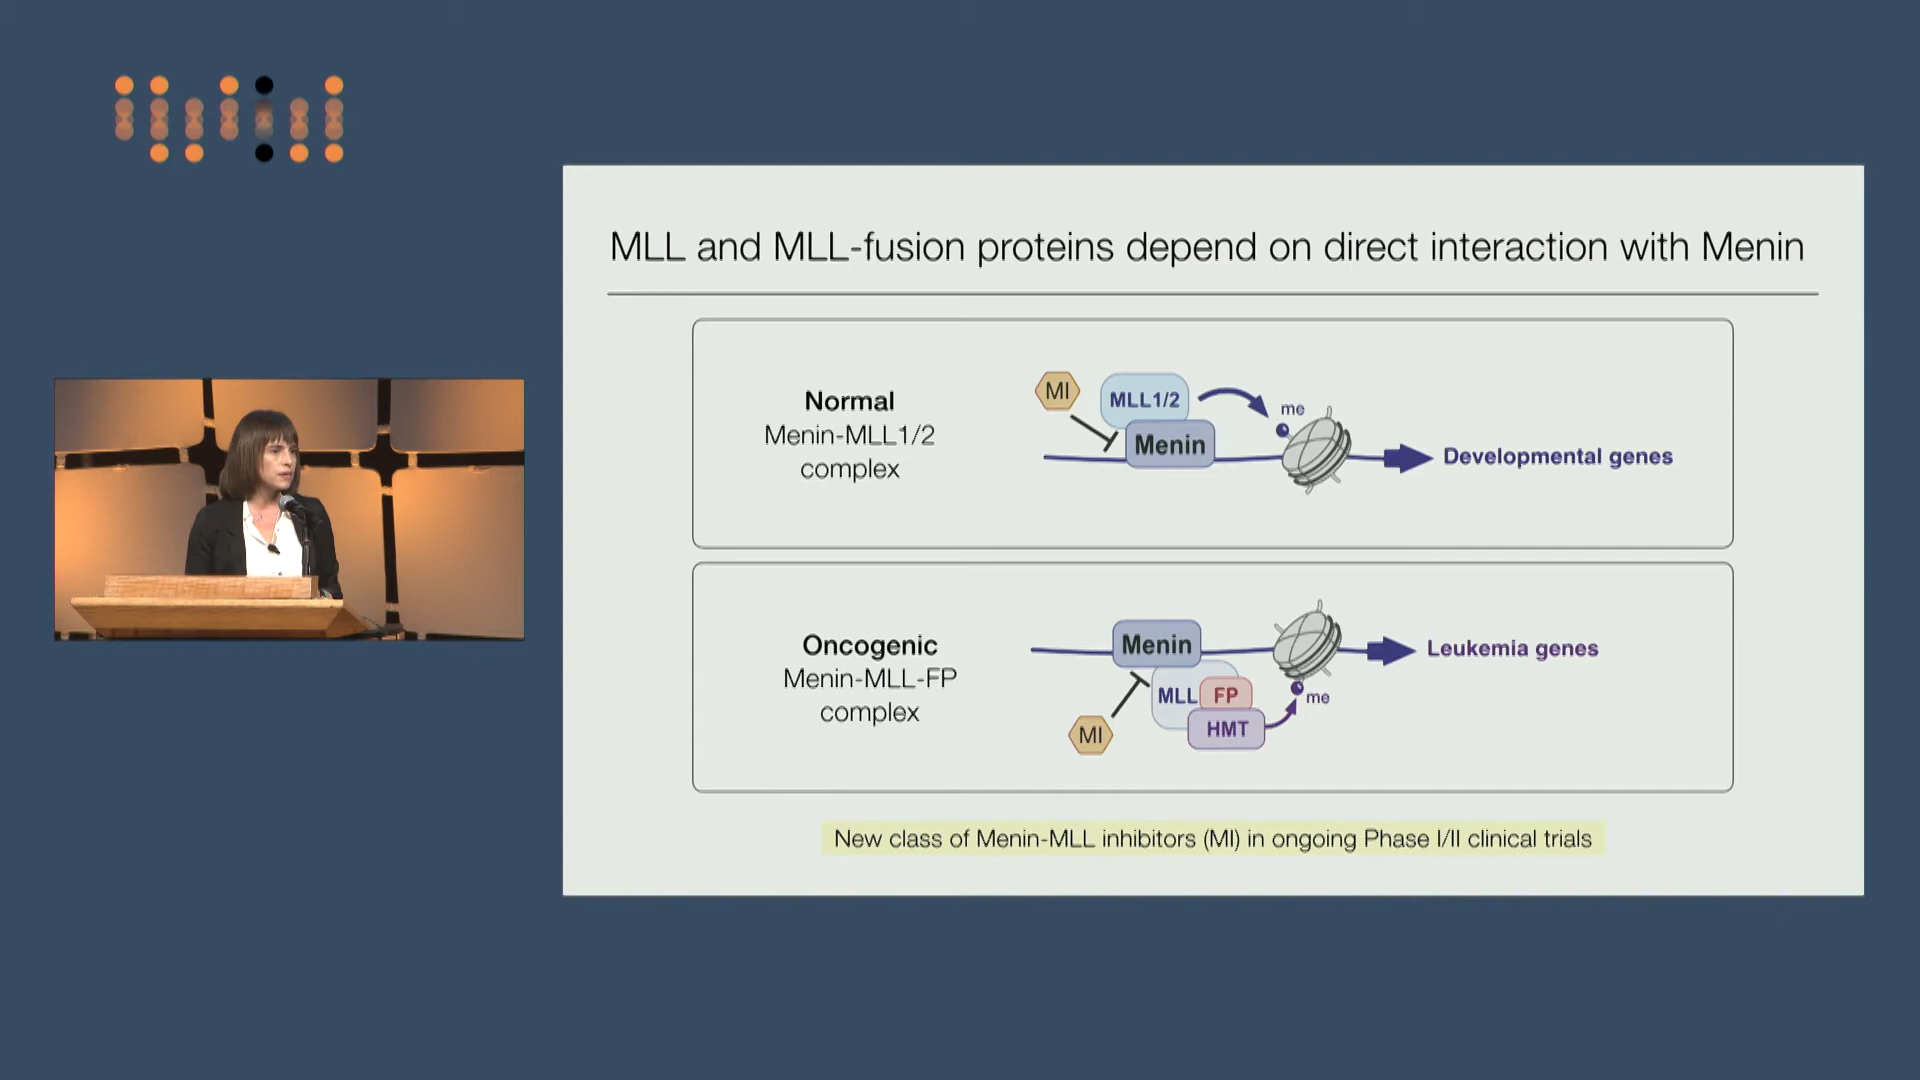 MLL and MLL-fusion proteins depend on direct interaction with Menin
Normal
Menin-MLL1/2
complex
MI
MLL1/2
Menin
me
Developmental genes
Oncogenic
Menin-MLL-FP
complex
Menin
MLL
FP
HMT
MI
me
Leukemia genes
New class of Menin-MLL inhibitors (MI) in ongoing Phase I/II clinical trials